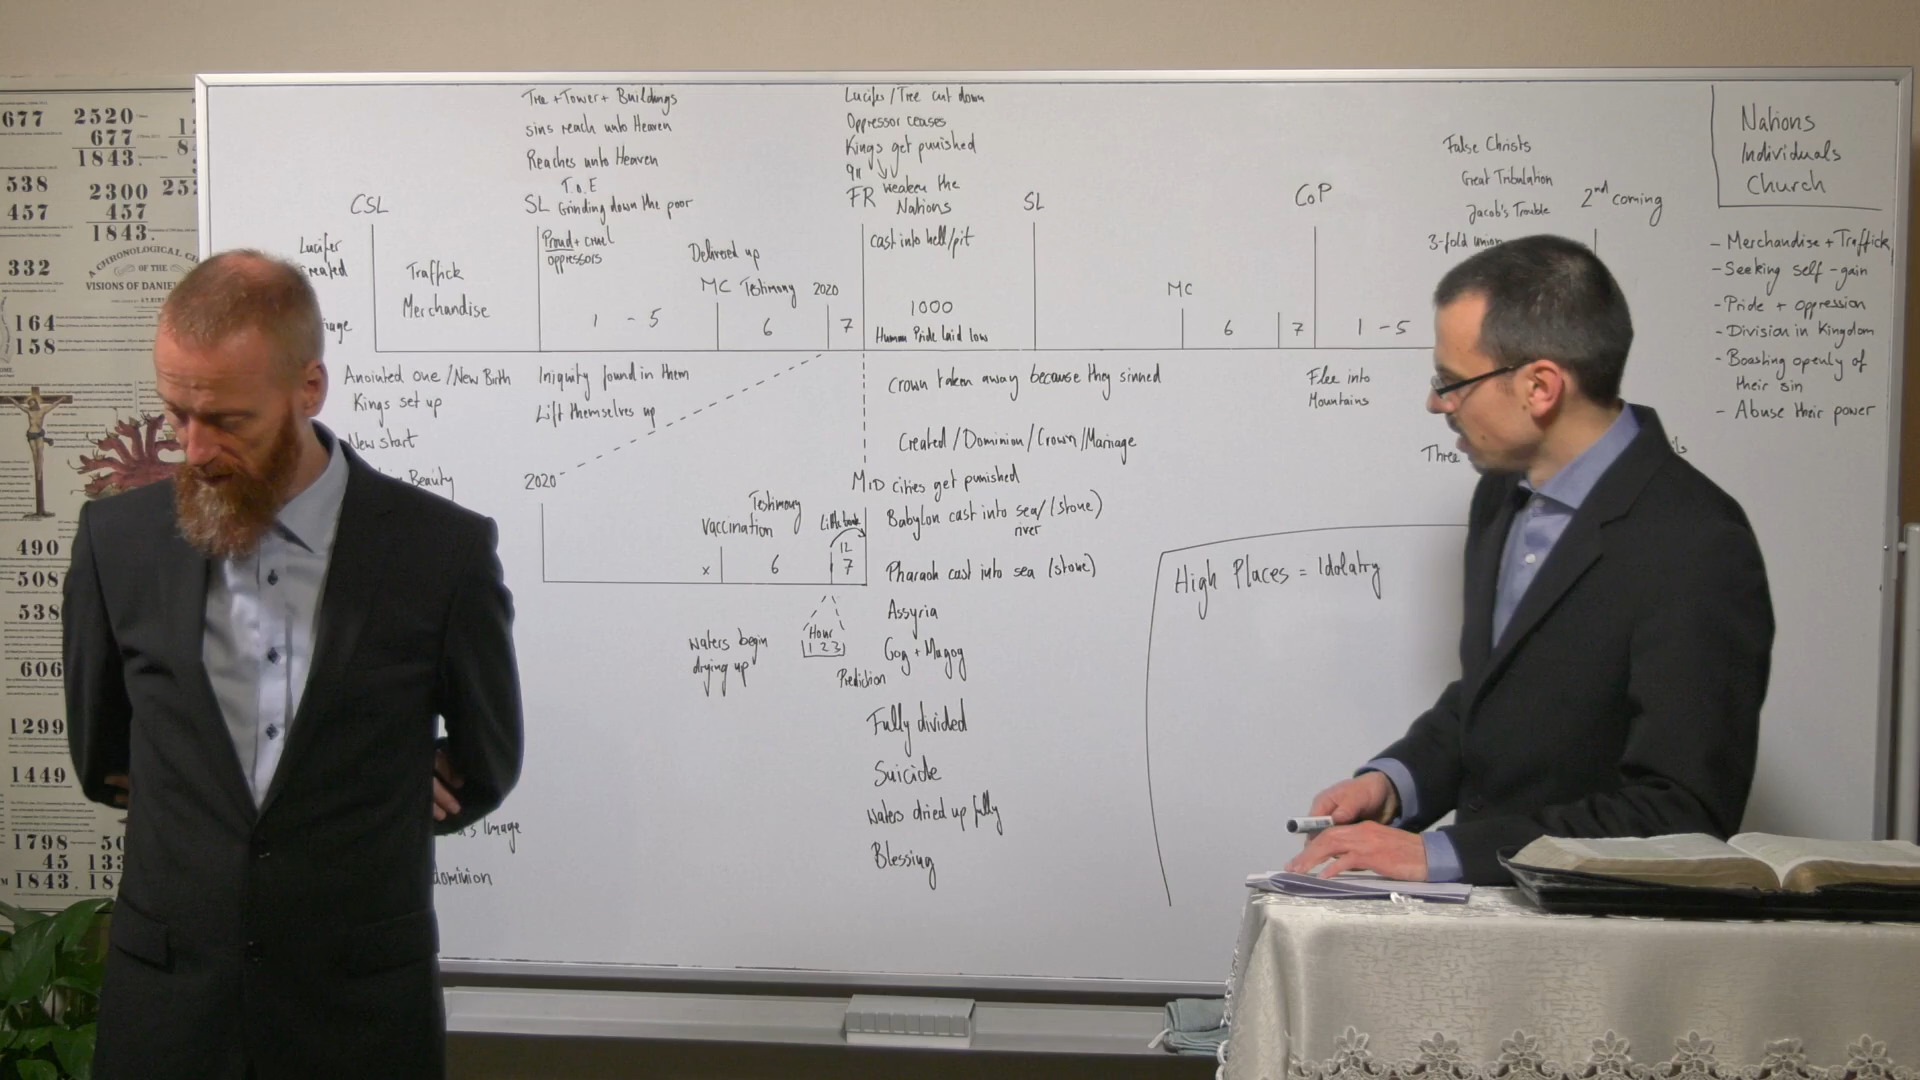 677
2520
677
1843.
538
457
2300
457
1843.
A CHRONOLOGICAL
OF THE
VISIONS OF DANIEL
332
164
158
490
508
538
606
1299
1449
1798
45
1843.
Tree + Tower + Buildings
sins reach unto Heaven
Reaches unto Heaven
T.o.E
SL Grinding down the poor
Lucifer/Tree cut down
Oppressor ceases
Kings get punished
911
FR weaken the
Nations
CSL
SL
CoP
False Christs
Great Tribulation
Jacob's Trouble
3-fold union
2nd coming
Nations
Individuals
Church
- Merchandise + Traffick
- Seeking self-gain
- Pride + oppression
- Division in Kingdom
- Boasting openly of
their sin
- Abuse their power
Lucifer
created
Traffick
Merchandise
Proud + cruel
oppressors
1 - 5
Delivered up
MC Testimony 2020
6
7
cast into hell/pit
1000
Human Pride laid low
MC
6
7
1 - 5
Anointed one/New Birth
Kings set up
New start
Beauty
Iniquity found in them
Lift themselves up
Crown taken away because they sinned
Created/Dominion/Crown/Marriage
Flee into
Mountains
Three
2020
Testimony
Vaccination
Little book
12
x
6
7
MID cities get punished
Babylon cast into sea/(stone)
river
Pharaoh cast into sea (stone)
Assyria
Gog + Magog
Waters begin
drying up
Hour
1 2 3
Prediction
Fully divided
Suicide
Waters dried up fully
Blessing
High Places = Idolatry
Image
dominion